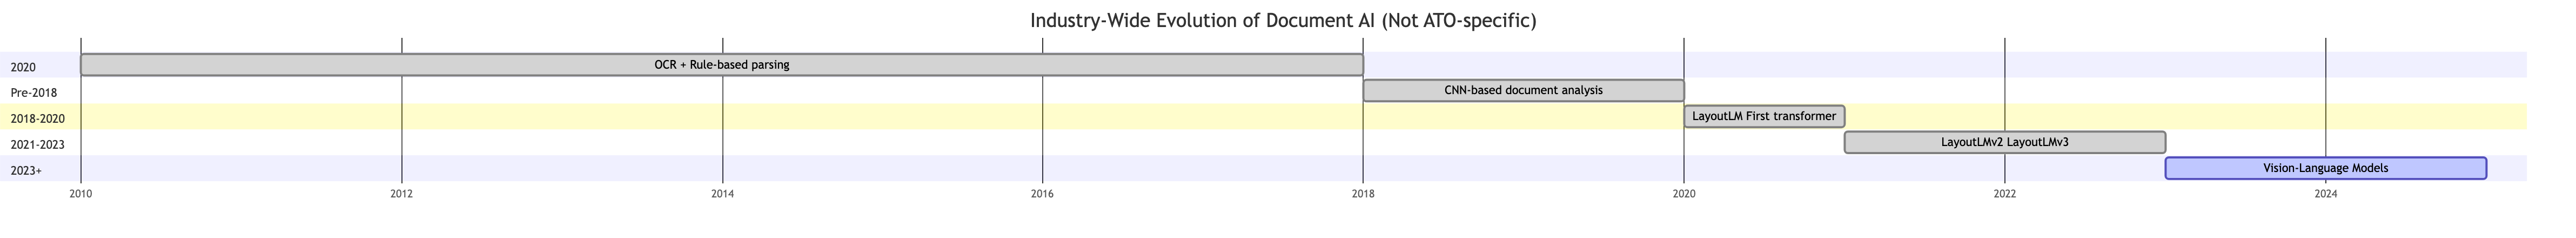 Industry-Wide Evolution of Document AI (Not ATO-specific)
2020
OCR + Rule-based parsing
Pre-2018
CNN-based document analysis
2018-2020
LayoutLM First transformer
2021-2023
LayoutLMv2 LayoutLMv3
2023+
Vision-Language Models
2010 2012 2014 2016 2018 2020 2022 2024